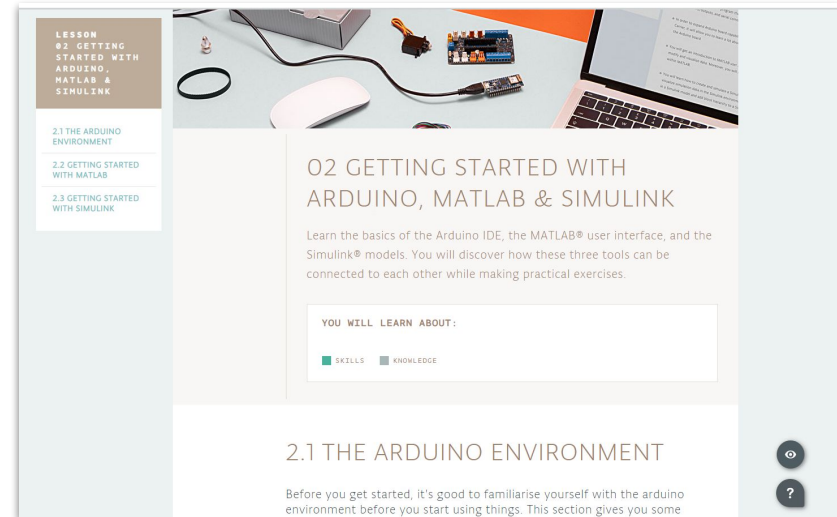 LESSON
02 GETTING
STARTED WITH
ARDUINO,
MATLAB &
SIMULINK
2.1 THE ARDUINO
ENVIRONMENT
2.2 GETTING STARTED
WITH MATLAB
2.3 GETTING STARTED
WITH SIMULINK
02 GETTING STARTED WITH
ARDUINO, MATLAB & SIMULINK
Learn the basics of the Arduino IDE, the MATLAB® user interface, and the
Simulink® models. You will discover how these three tools can be
connected to each other while making practical exercises.
YOU WILL LEARN ABOUT:
SKILLS KNOWLEDGE
2.1 THE ARDUINO ENVIRONMENT
Before you get started, it's good to familiarise yourself with the arduino
environment before you start using things. This section gives you some
?